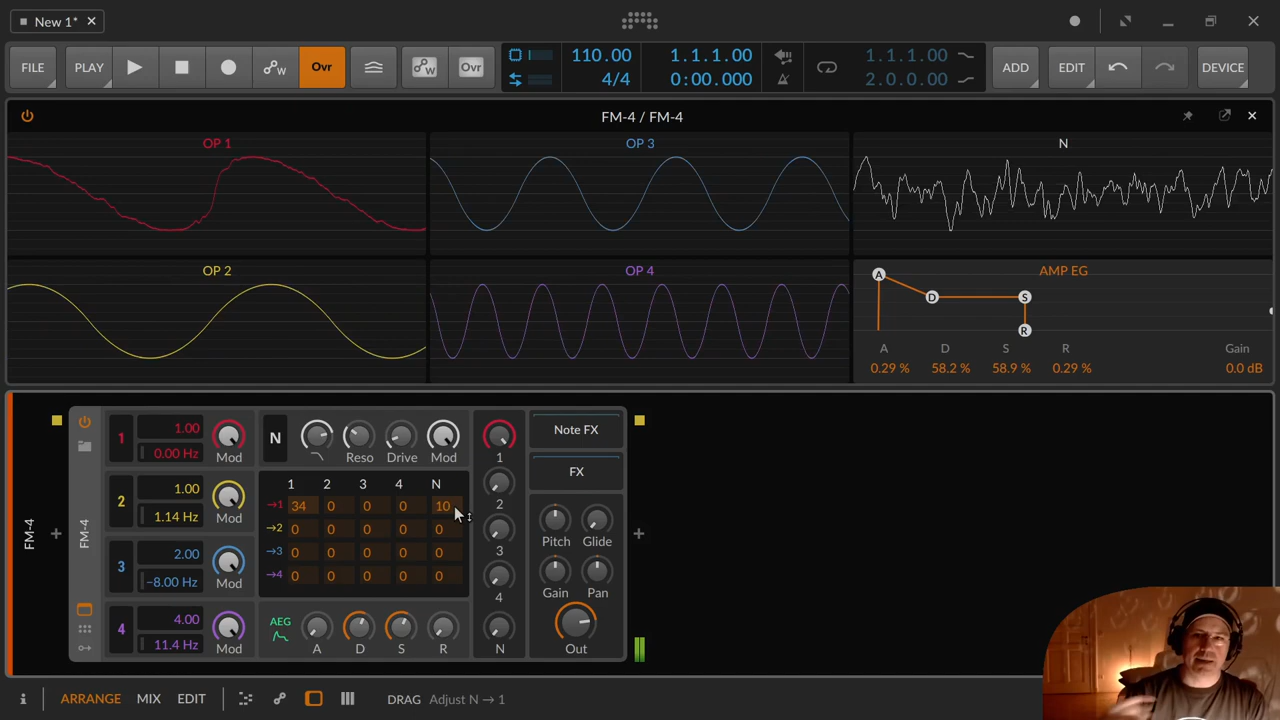 New 1*
FILE
PLAY
Ovr
Ovr
110.00
4/4
1.1.1.00
0:00.000
1.1.1.00
2.0.0.00
ADD
EDIT
DEVICE
FM-4 / FM-4
OP 1
OP 3
N
OP 2
OP 4
AMP EG
A
D
S
R
A D S R Gain
0.29 % 58.2 % 58.9 % 0.29 % 0.0 dB
FM-4
FM-4
1
1.00
0.00 Hz
Mod
2
1.00
1.14 Hz
Mod
3
2.00
−8.00 Hz
Mod
4
4.00
11.4 Hz
Mod
N
Reso
Drive
Mod
1 2 3 4 N
→1 34 0 0 0 10
→2 0 0 0 0 0
→3 0 0 0 0 0
→4 0 0 0 0 0
AEG
A
D
S
R
1
2
3
4
N
Note FX
FX
Pitch
Glide
Gain
Pan
Out
i
ARRANGE
MIX
EDIT
DRAG Adjust N → 1